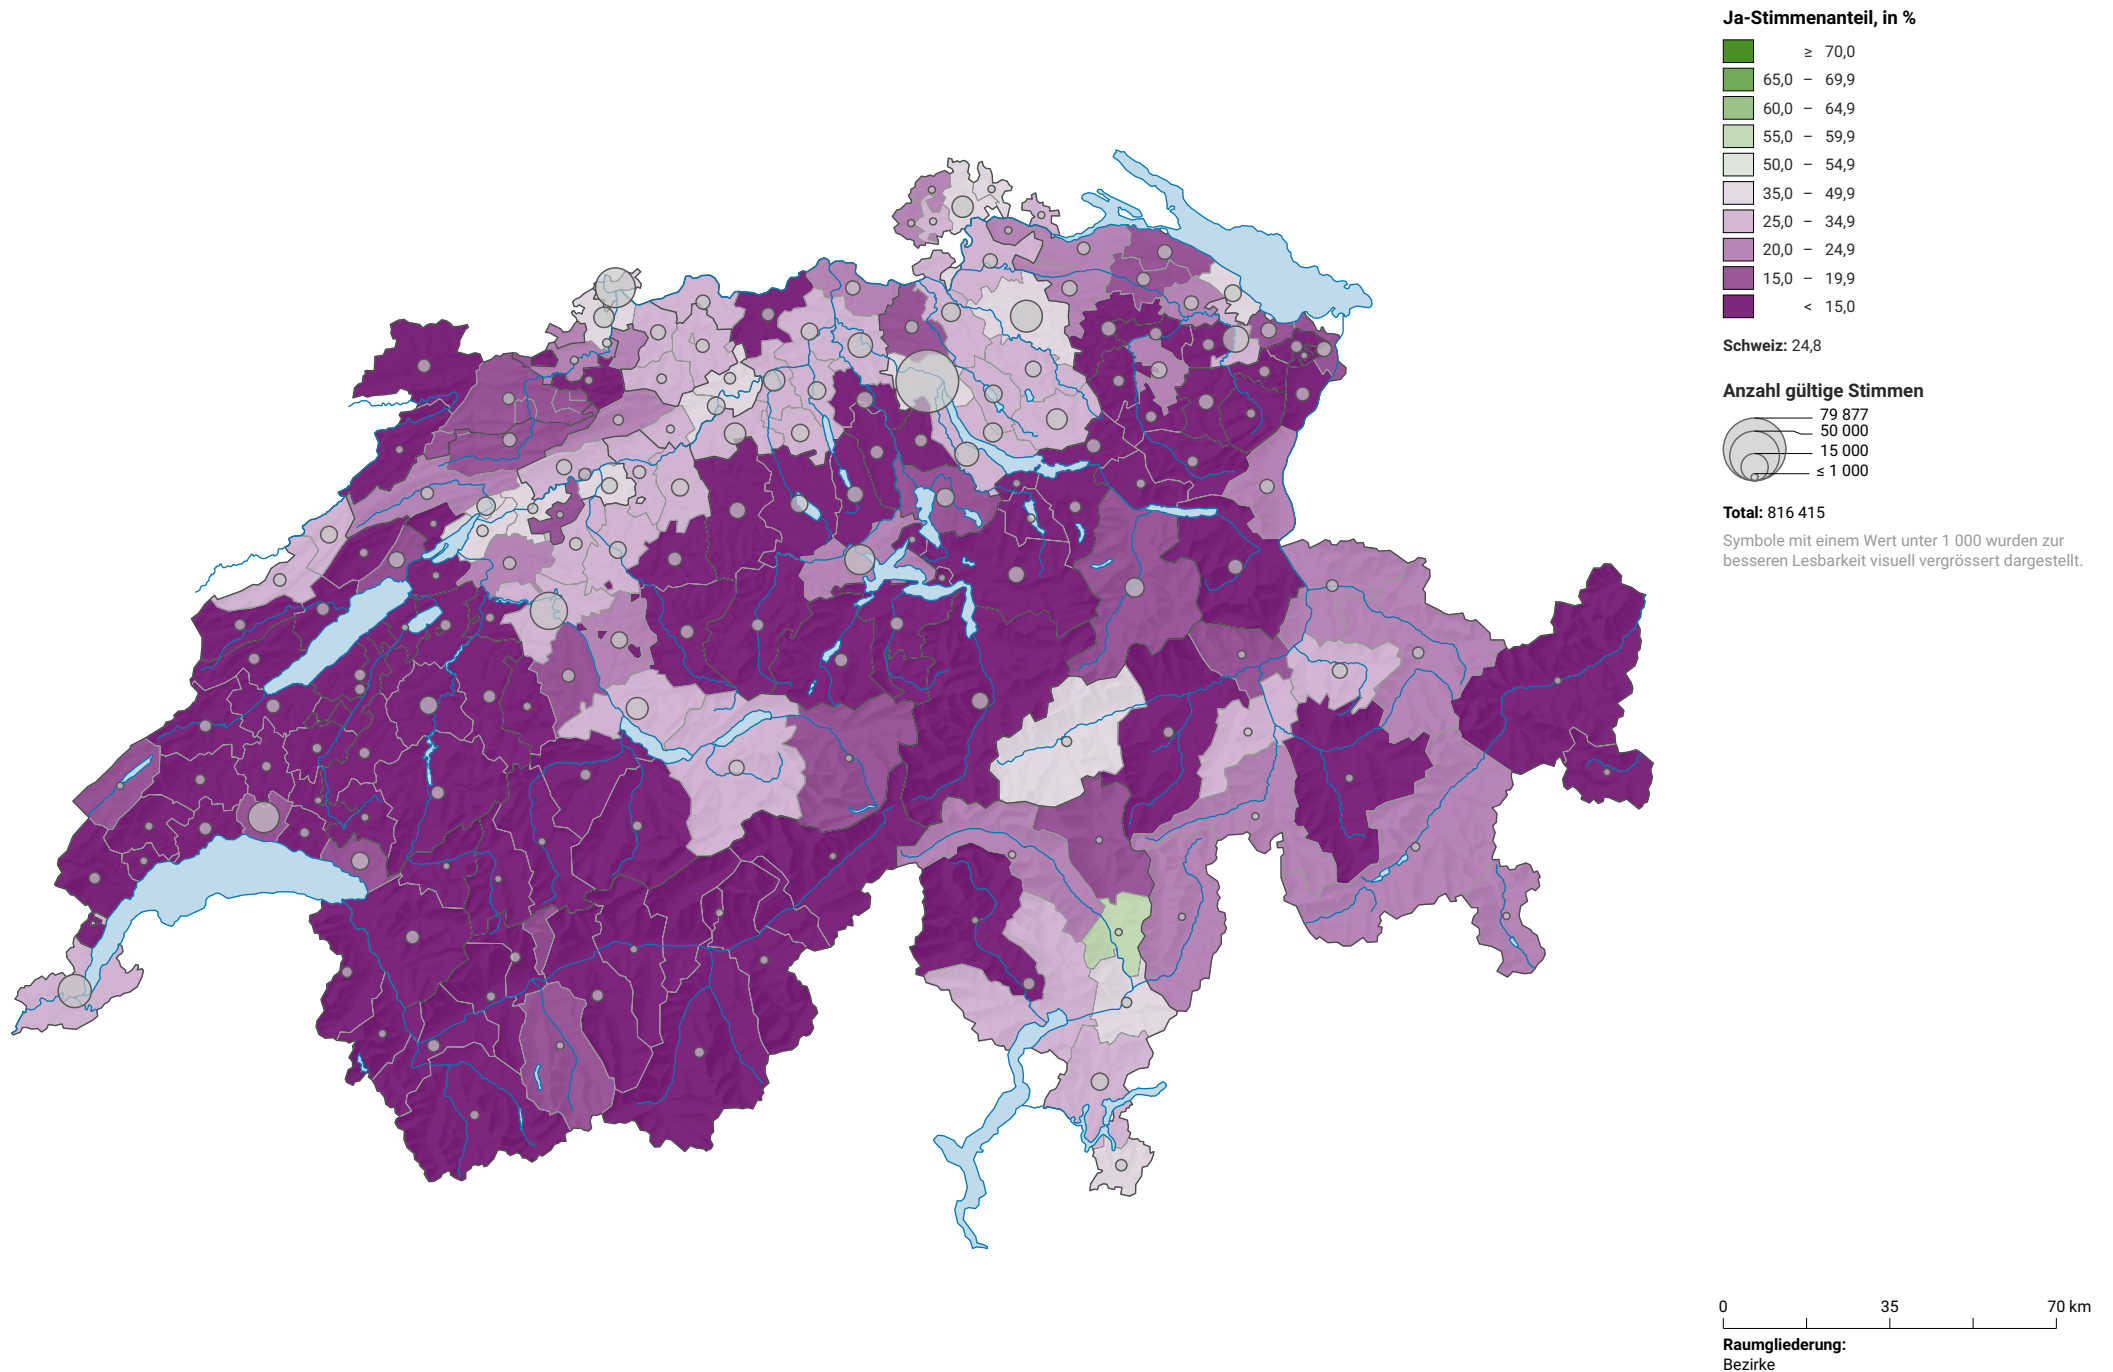 Ja-Stimmenanteil, in %
≥ 70,0
65,0 – 69,9
60,0 – 64,9
55,0 – 59,9
50,0 – 54,9
35,0 – 49,9
25,0 – 34,9
20,0 – 24,9
15,0 – 19,9
< 15,0
Schweiz: 24,8
Anzahl gültige Stimmen
79 877
50 000
15 000
≤ 1 000
Total: 816 415
Symbole mit einem Wert unter 1 000 wurden zur
besseren Lesbarkeit visuell vergrössert dargestellt.
0 35 70 km
Raumgliederung:
Bezirke